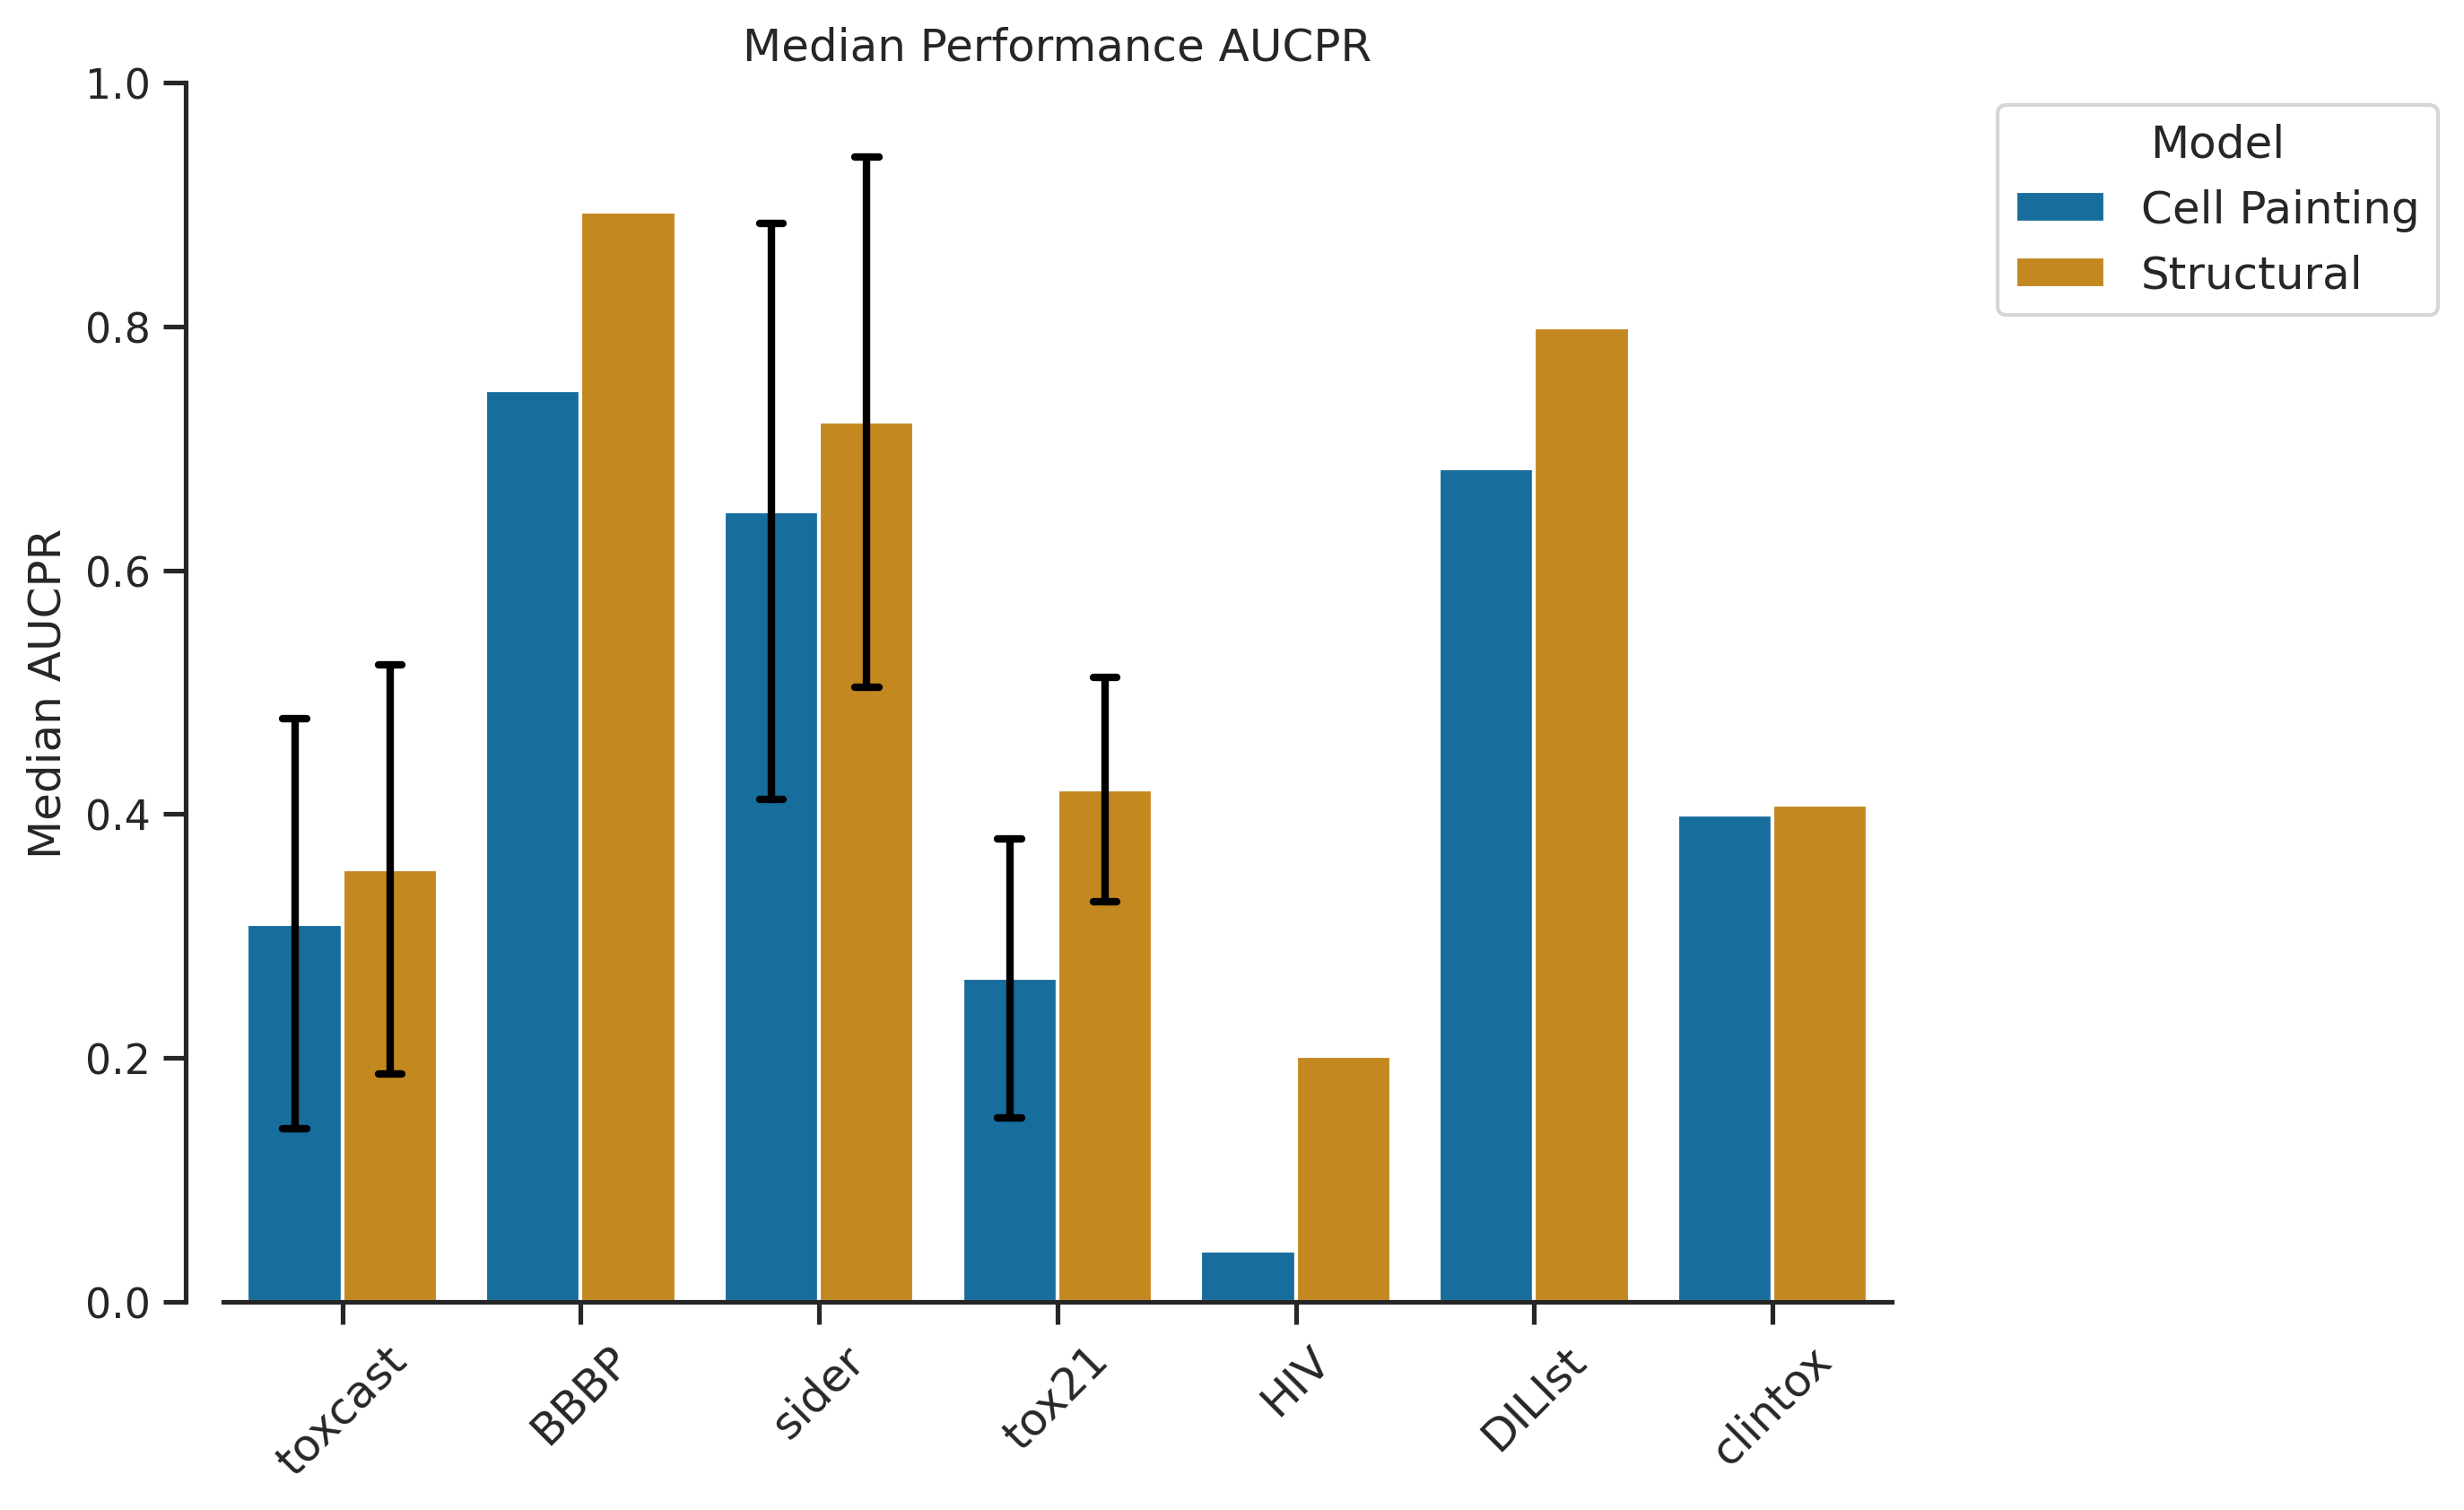 Median Performance AUCPR
Median AUCPR
1.0
0.8
0.6
0.4
0.2
0.0
toxcast
BBBP
sider
tox21
HIV
DILIst
clintox
Model
Cell Painting
Structural